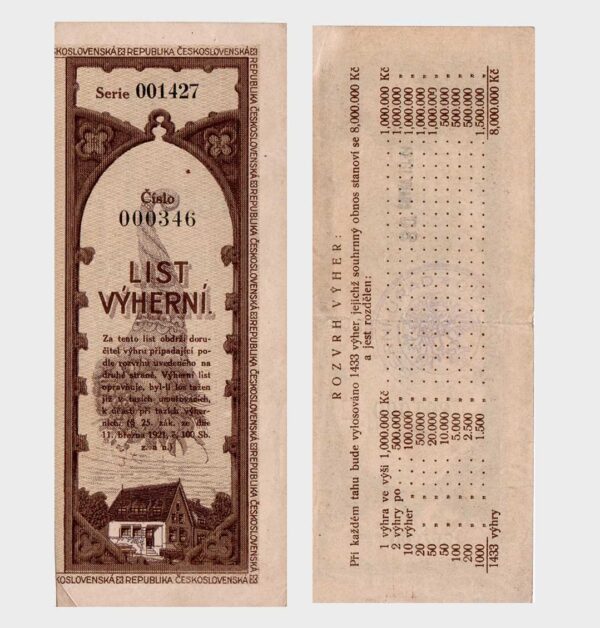 KOSLOVENSKÁ REPUBLIKA ČESKOSLOVENSKÁ
REPUBLIKA ČESKOSLOVENSKÁ REPUBLIKA ČESKOSLOVENSKÁ REPUBLIKA ČESKOSLOVENSKÁ REPUBLIKA ČESKOSLOVENSKÁ
Serie 001427
Číslo
000346
LIST
VÝHERNÍ.
Za tento list obdrží doru-
čitel výhru připadající po-
dle rozvrhu uvedeného na
druhé straně. Výherní list
opravňuje, byl-li los tažen
již v tazích umořovacích,
k účasti při tazích výher-
ních. (§ 25. zák. ze dne
11. března 1921, č. 100 Sb.
z. a n.)
KOSLOVENSKÁ REPUBLIKA ČESKOSLOVENSKÁ
ROZVRH VÝHER:
Při každém tahu bude vylosováno 1433 výher, jejichž souhrnný obnos stanoví se 8,000.000 Kč
a jest rozdělen:
1 výhra ve výši 1,000.000 Kč . . . 1,000.000 Kč
2 výhry po 500.000 „ . . . 1,000.000 „
10 výher „ 100.000 „ . . . 1,000.000 „
20 „ „ 50.000 „ . . . 1,000.000 „
50 „ „ 20.000 „ . . . 1,000.000 „
50 „ „ 10.000 „ . . . 500.000 „
100 „ „ 5.000 „ . . . 500.000 „
200 „ „ 2.500 „ . . . 500.000 „
1000 „ „ 1.500 „ . . . 1,500.000 „
1433 výhry 8,000.000 Kč